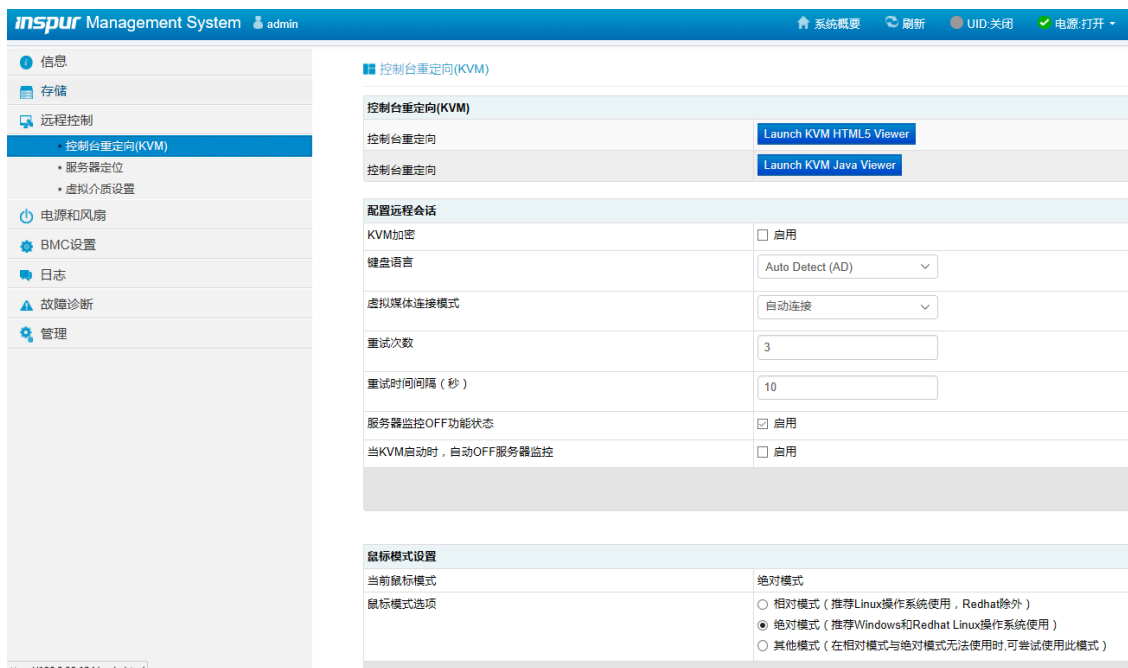 inspur Management System admin 系统概要 刷新 UID:关闭 电源:打开
信息
存储
远程控制
控制台重定向(KVM)
服务器定位
虚拟介质设置
电源和风扇
BMC设置
日志
故障诊断
管理
控制台重定向(KVM)
控制台重定向(KVM)
控制台重定向 Launch KVM HTML5 Viewer
控制台重定向 Launch KVM Java Viewer
配置远程会话
KVM加密 启用
键盘语言 Auto Detect (AD)
虚拟媒体连接模式 自动连接
重试次数 3
重试时间间隔（秒） 10
服务器监控OFF功能状态 启用
当KVM启动时，自动OFF服务器监控 启用
鼠标模式设置
当前鼠标模式 绝对模式
鼠标模式选项 相对模式（推荐Linux操作系统使用，Redhat除外）
绝对模式（推荐Windows和Redhat Linux操作系统使用）
其他模式（在相对模式与绝对模式无法使用时,可尝试使用此模式）